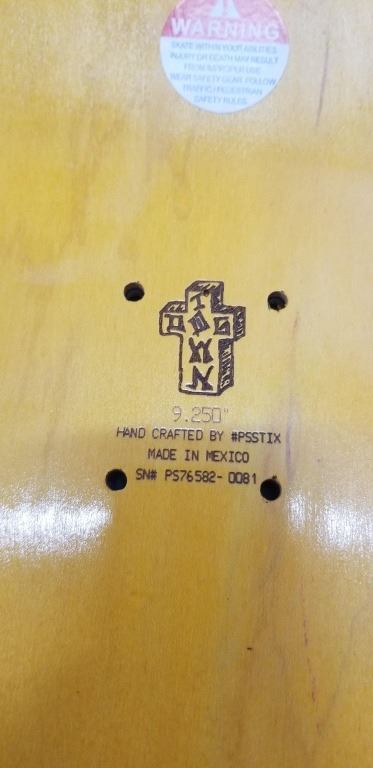 WARNING
SKATE WITHIN YOUR ABILITIES
INJURY OR DEATH MAY RESULT
FROM IMPROPER USE
WEAR SAFETY GEAR, FOLLOW
TRAFFIC / PEDESTRIAN
SAFETY RULES
T
DOG
W
N
9.250"
HAND CRAFTED BY #PSSTIX
MADE IN MEXICO
SN# PS76582-0081